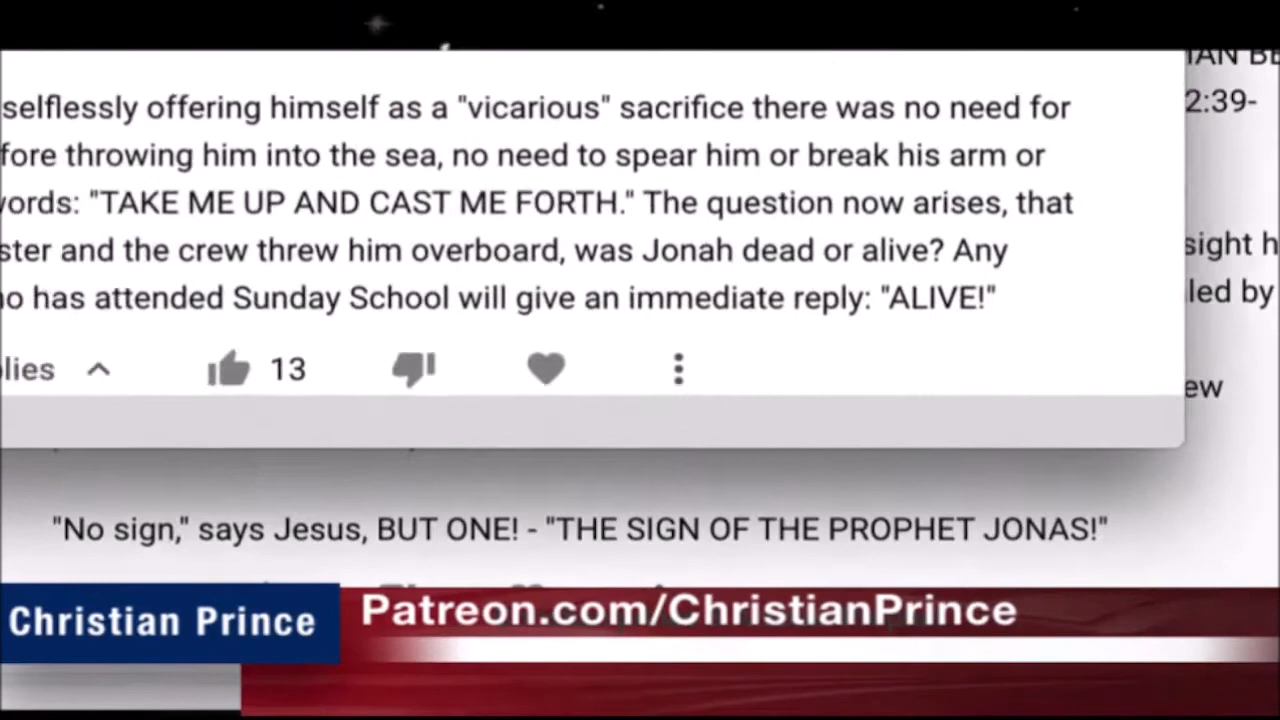 selflessly offering himself as a "vicarious" sacrifice there was no need for
2:39-
fore throwing him into the sea, no need to spear him or break his arm or
words: "TAKE ME UP AND CAST ME FORTH." The question now arises, that
ster and the crew threw him overboard, was Jonah dead or alive? Any
sight h
o has attended Sunday School will give an immediate reply: "ALIVE!"
led by
lies
13
ew
"No sign," says Jesus, BUT ONE! - "THE SIGN OF THE PROPHET JONAS!"
Christian Prince
Patreon.com/ChristianPrince